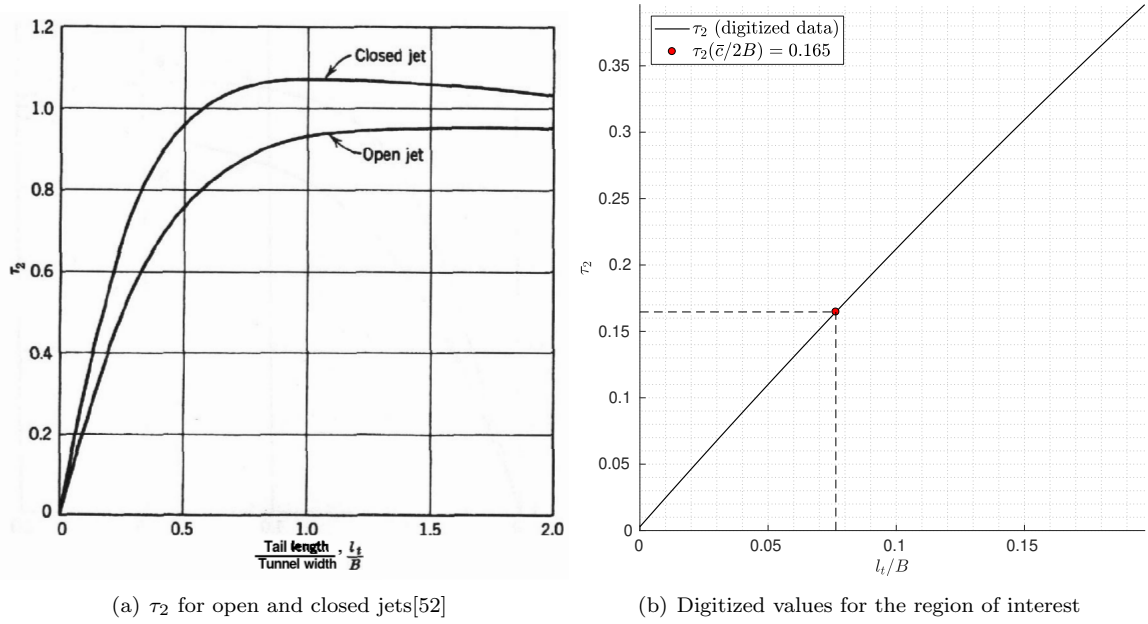 1.2
1.0
0.8
0.6
0.4
0.2
0
τ₂
Closed jet
Open jet
0 0.5 1.0 1.5 2.0
Tail length / Tunnel width, l_t / B
(a) τ₂ for open and closed jets[52]
τ₂ (digitized data)
τ₂(c̄/2B) = 0.165
0.35
0.3
0.25
0.2
0.15
0.1
0.05
0
τ₂
0 0.05 0.1 0.15
l_t/B
(b) Digitized values for the region of interest